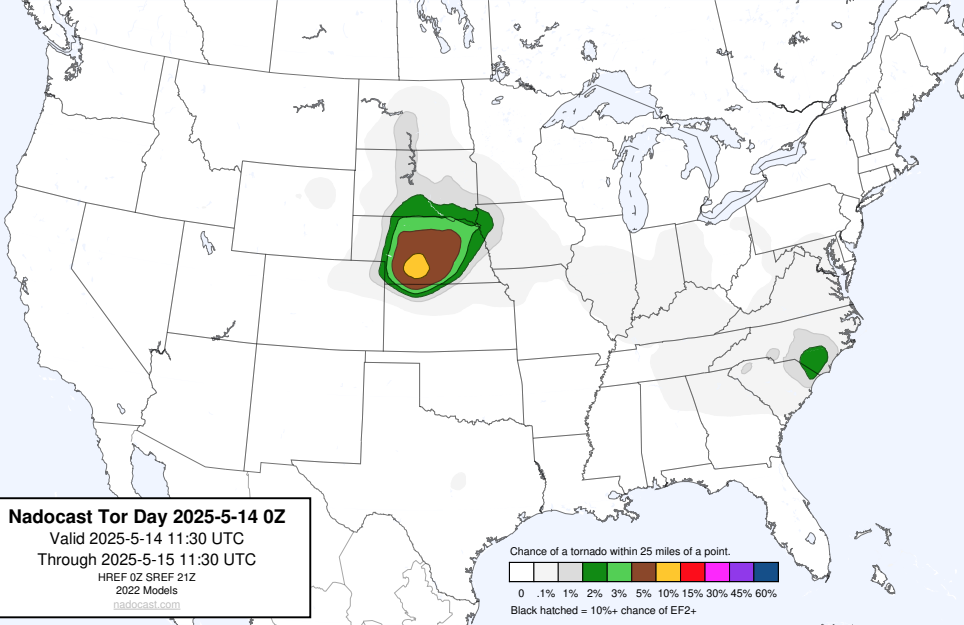 Nadocast Tor Day 2025-5-14 0Z
Valid 2025-5-14 11:30 UTC
Through 2025-5-15 11:30 UTC
HREF 0Z SREF 21Z
2022 Models
nadocast.com
Chance of a tornado within 25 miles of a point.
0 .1% 1% 2% 3% 5% 10% 15% 30% 45% 60%
Black hatched = 10%+ chance of EF2+